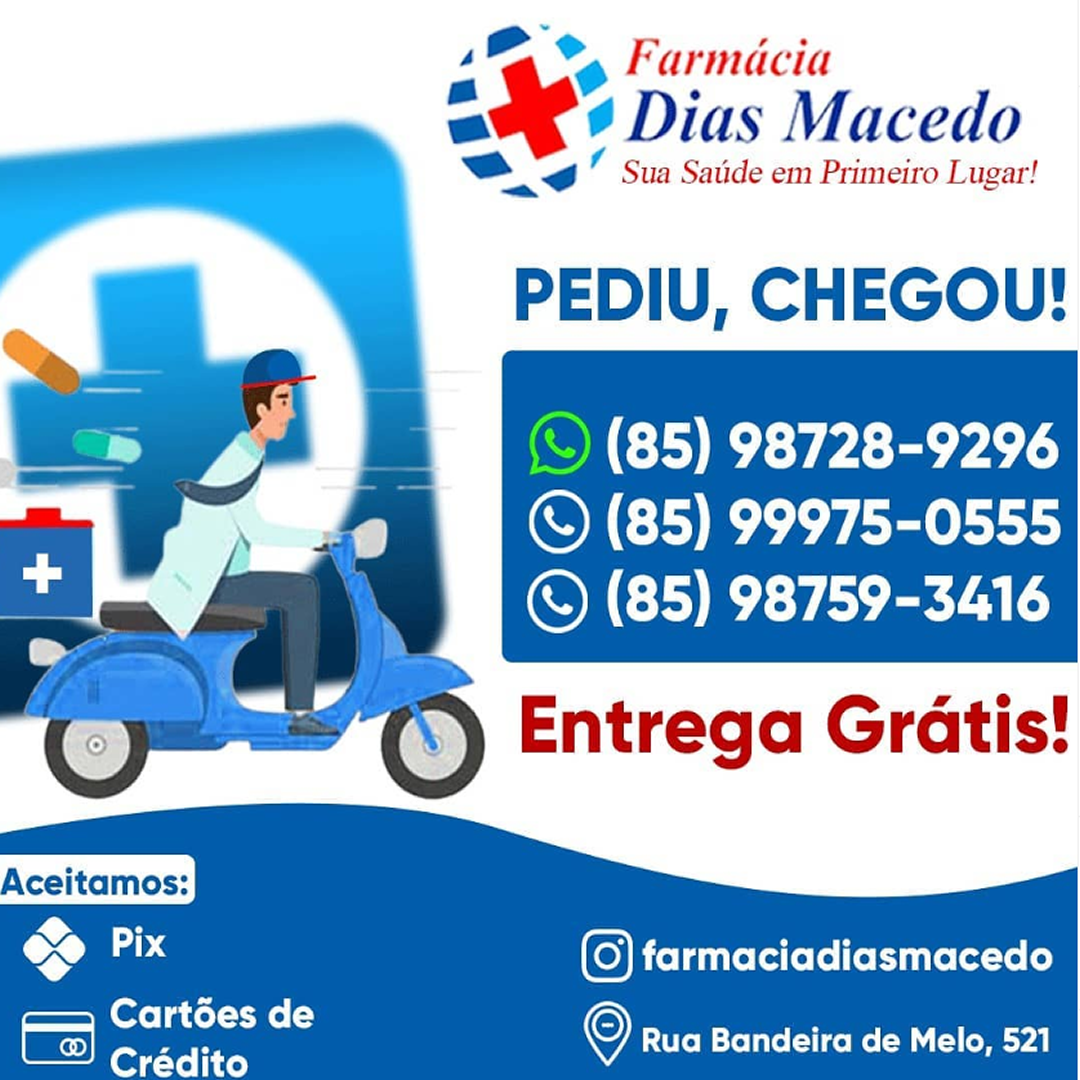 Farmácia
Dias Macedo
Sua Saúde em Primeiro Lugar!
PEDIU, CHEGOU!
(85) 98728-9296
(85) 99975-0555
(85) 98759-3416
Entrega Grátis!
Aceitamos:
Pix
Cartões de
Crédito
farmaciadiasmacedo
Rua Bandeira de Melo, 521